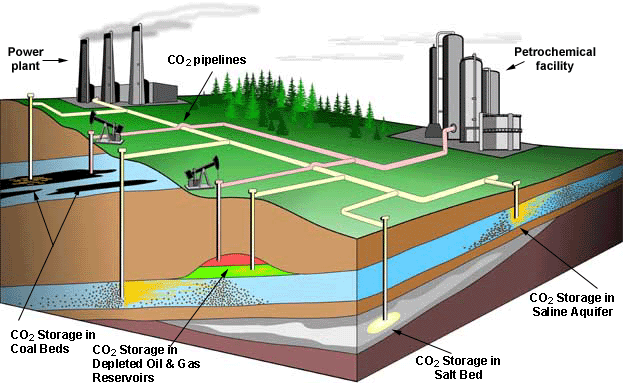 Power
plant
CO2 pipelines
Petrochemical
facility
CO2 Storage in
Coal Beds
CO2 Storage in
Depleted Oil & Gas
Reservoirs
CO2 Storage in
Salt Bed
CO2 Storage in
Saline Aquifer